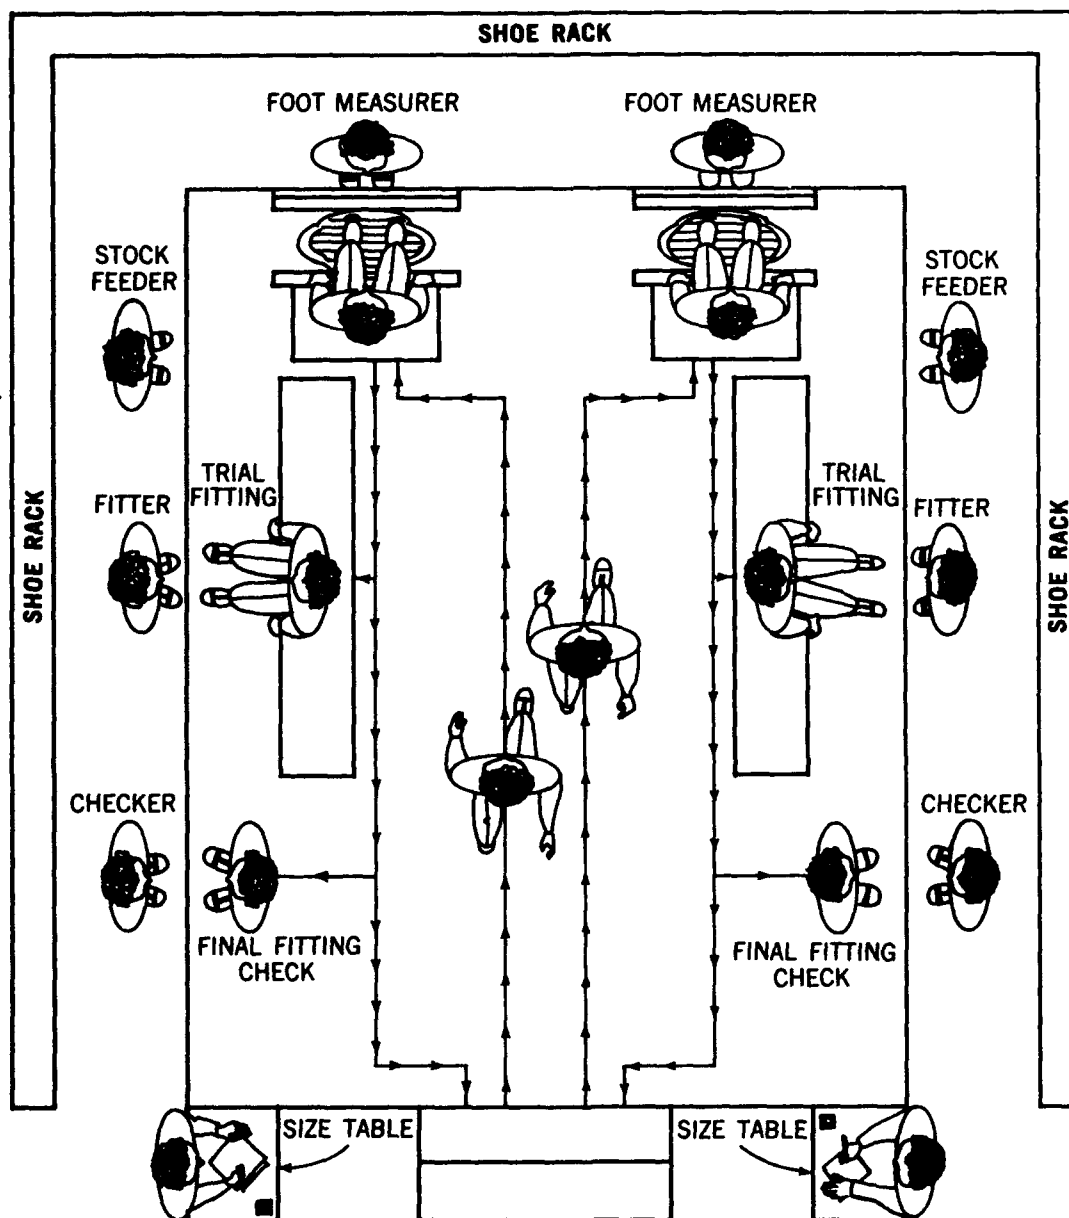 SHOE RACK
FOOT MEASURER
FOOT MEASURER
STOCK
FEEDER
STOCK
FEEDER
TRIAL
FITTING
TRIAL
FITTING
FITTER
FITTER
SHOE RACK
SHOE RACK
CHECKER
CHECKER
FINAL FITTING
CHECK
FINAL FITTING
CHECK
SIZE TABLE
SIZE TABLE